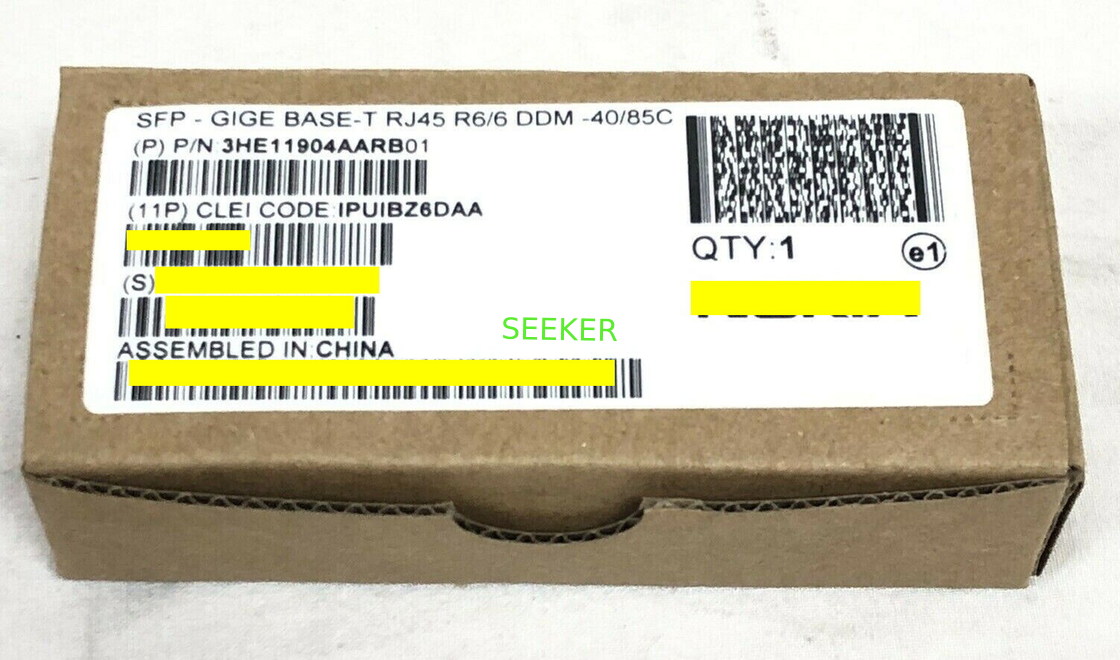 SFP - GIGE BASE-T RJ45 R6/6 DDM -40/85C
(P) P/N:3HE11904AARB01
(11P) CLEI CODE:IPUIBZ6DAA
QTY:1
e1
(S)
SEEKER
ASSEMBLED IN:CHINA